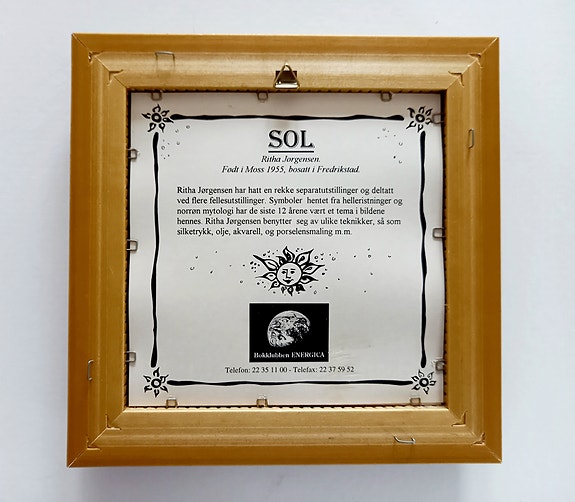 SOL
Ritha Jørgensen.
Født i Moss 1955, bosatt i Fredrikstad.
Ritha Jørgensen har hatt en rekke separatutstillinger og deltatt
ved flere fellesutstillinger. Symboler hentet fra helleristninger og
norrøn mytologi har de siste 12 årene vært et tema i bildene
hennes. Ritha Jørgensen benytter seg av ulike teknikker, så som
silketrykk, olje, akvarell, og porselensmaling m.m.
Bokklubben ENERGICA
Telefon: 22 35 11 00 - Telefax: 22 37 59 52